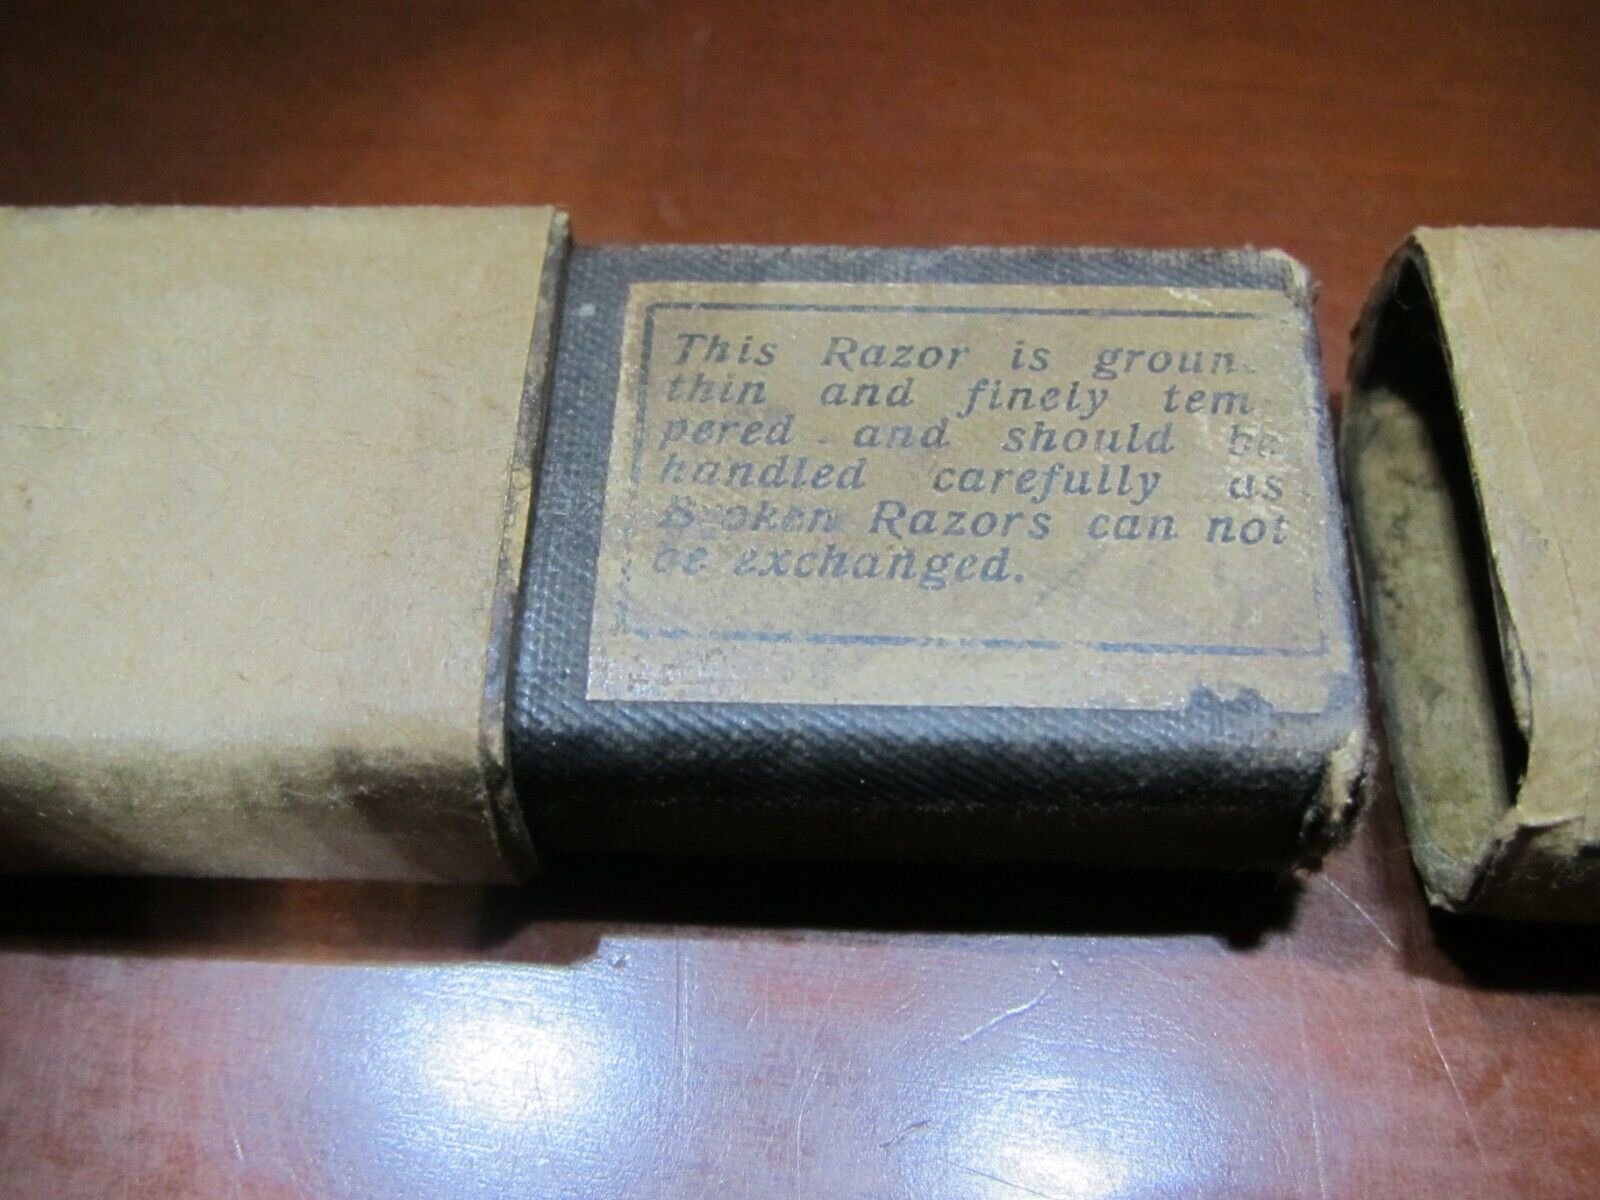 This Razor is groun
thin and finely tem
pered and should be
handled carefully as
Broken Razors can not
be exchanged.